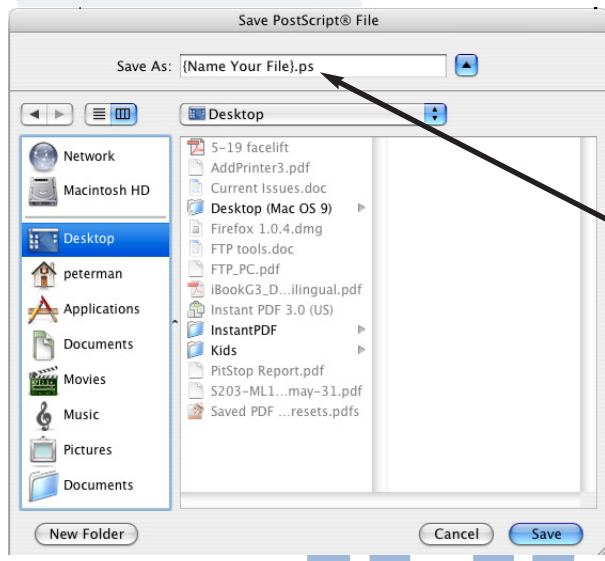 Save PostScript® File
Save As: {Name Your File}.ps
Desktop
Network
Macintosh HD
Desktop
peterman
Applications
Documents
Movies
Music
Pictures
Documents
5-19 facelift
AddPrinter3.pdf
Current Issues.doc
Desktop (Mac OS 9)
Firefox 1.0.4.dmg
FTP tools.doc
FTP_PC.pdf
iBookG3_D...ilingual.pdf
Instant PDF 3.0 (US)
InstantPDF
Kids
PitStop Report.pdf
S203-ML1...may-31.pdf
Saved PDF ...resets.pdfs
New Folder
Cancel
Save